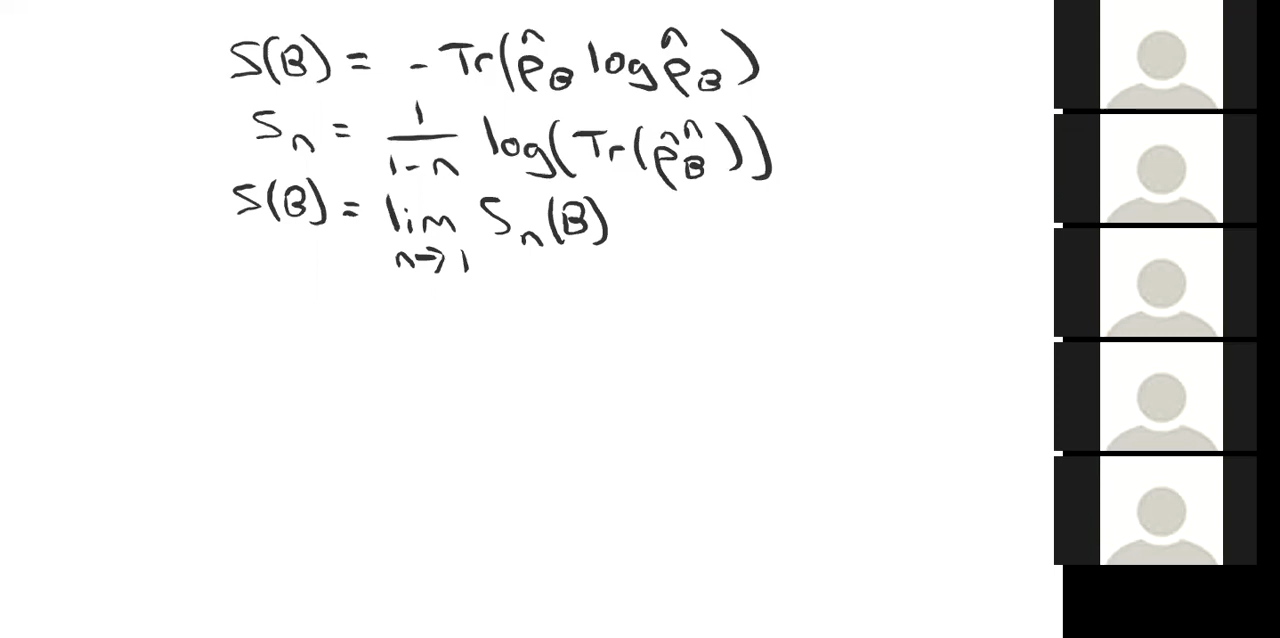 S(B) = - Tr(ρ̂_B log ρ̂_B)
S_n = 1/(1-n) log(Tr(ρ̂_B^n))
S(B) = lim_{n→1} S_n(B)